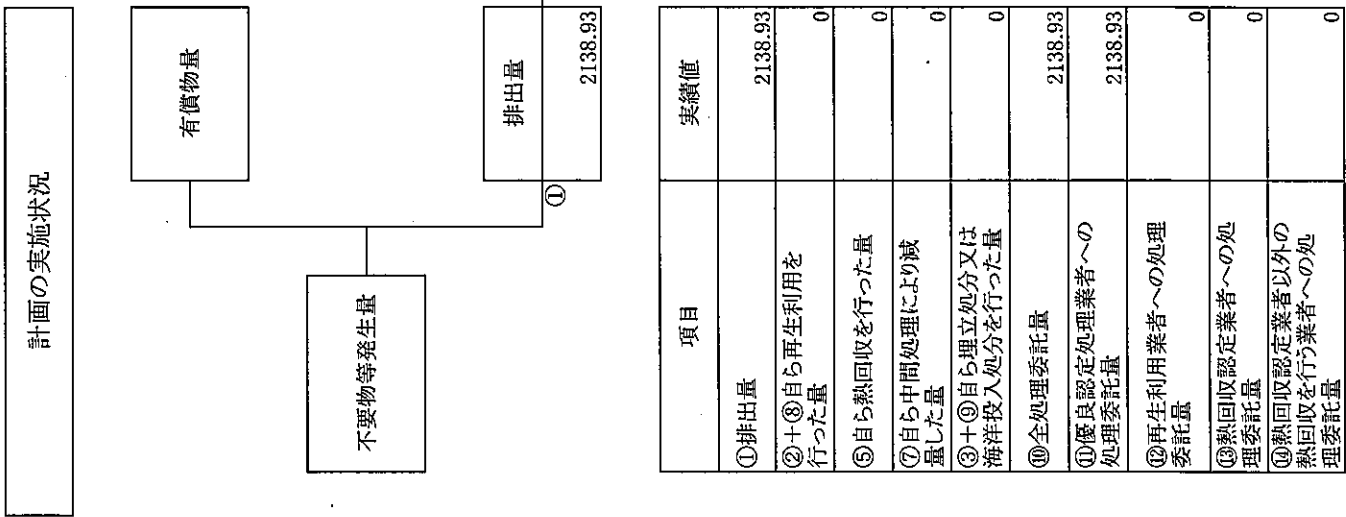 計画の実施状況
有償物量
不要物等発生量
排出量
①
2138.93
項目
実績値
①排出量
2138.93
②+⑧自ら再生利用を
行った量
0
⑤自ら熱回収を行った量
0
⑦自ら中間処理により減
量した量
0
③+⑨自ら埋立処分又は
海洋投入処分を行った量
0
⑩全処理委託量
2138.93
⑪優良認定処理業者への
処理委託量
2138.93
⑫再生利用業者への処理
委託量
0
⑬熱回収認定業者への処
理委託量
0
⑭熱回収認定業者以外の
熱回収を行う業者への処
理委託量
0